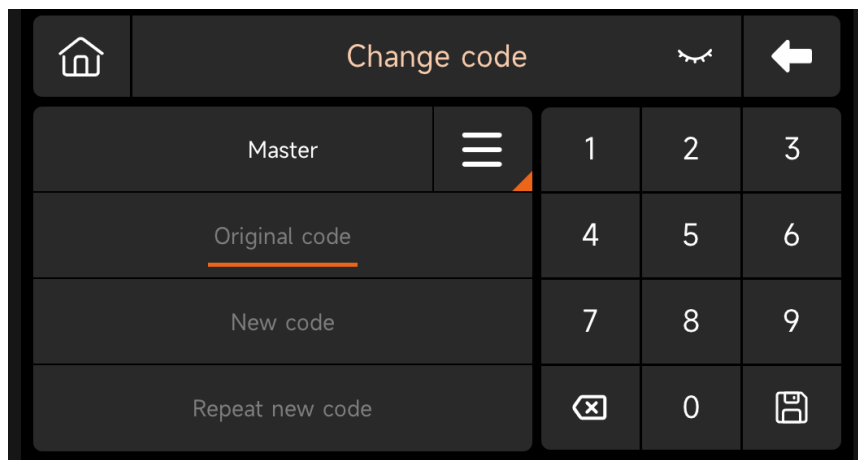 Change code
Master
1 2 3
Original code
4 5 6
New code
7 8 9
Repeat new code
0